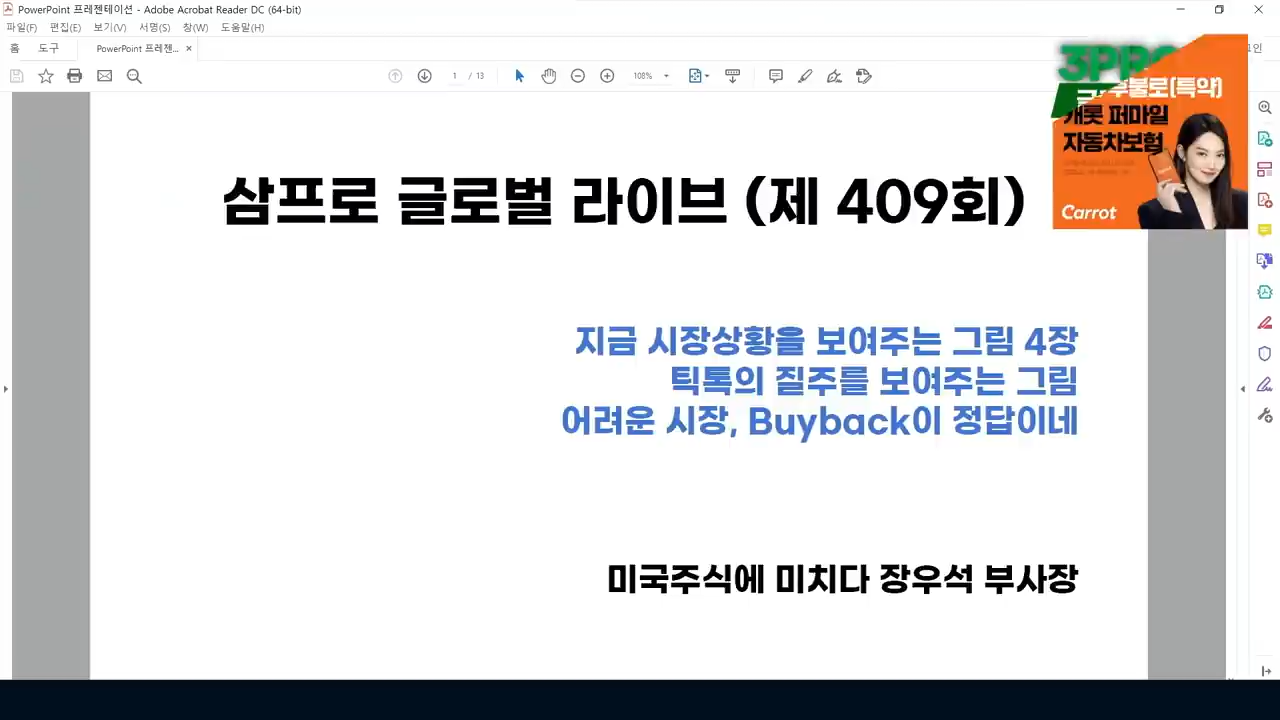 PowerPoint 프레젠테이션 - Adobe Acrobat Reader DC (64-bit)
파일(F) 편집(E) 보기(V) 서명(S) 창(W) 도움말(H)
홈 도구 PowerPoint 프레젠... ×
1 / 13 108%
3PRO
불로(특약)
캐롯 퍼마일
자동차보험
Carrot
삼프로 글로벌 라이브 (제 409회)
지금 시장상황을 보여주는 그림 4장
틱톡의 질주를 보여주는 그림
어려운 시장, Buyback이 정답이네
미국주식에 미치다 장우석 부사장